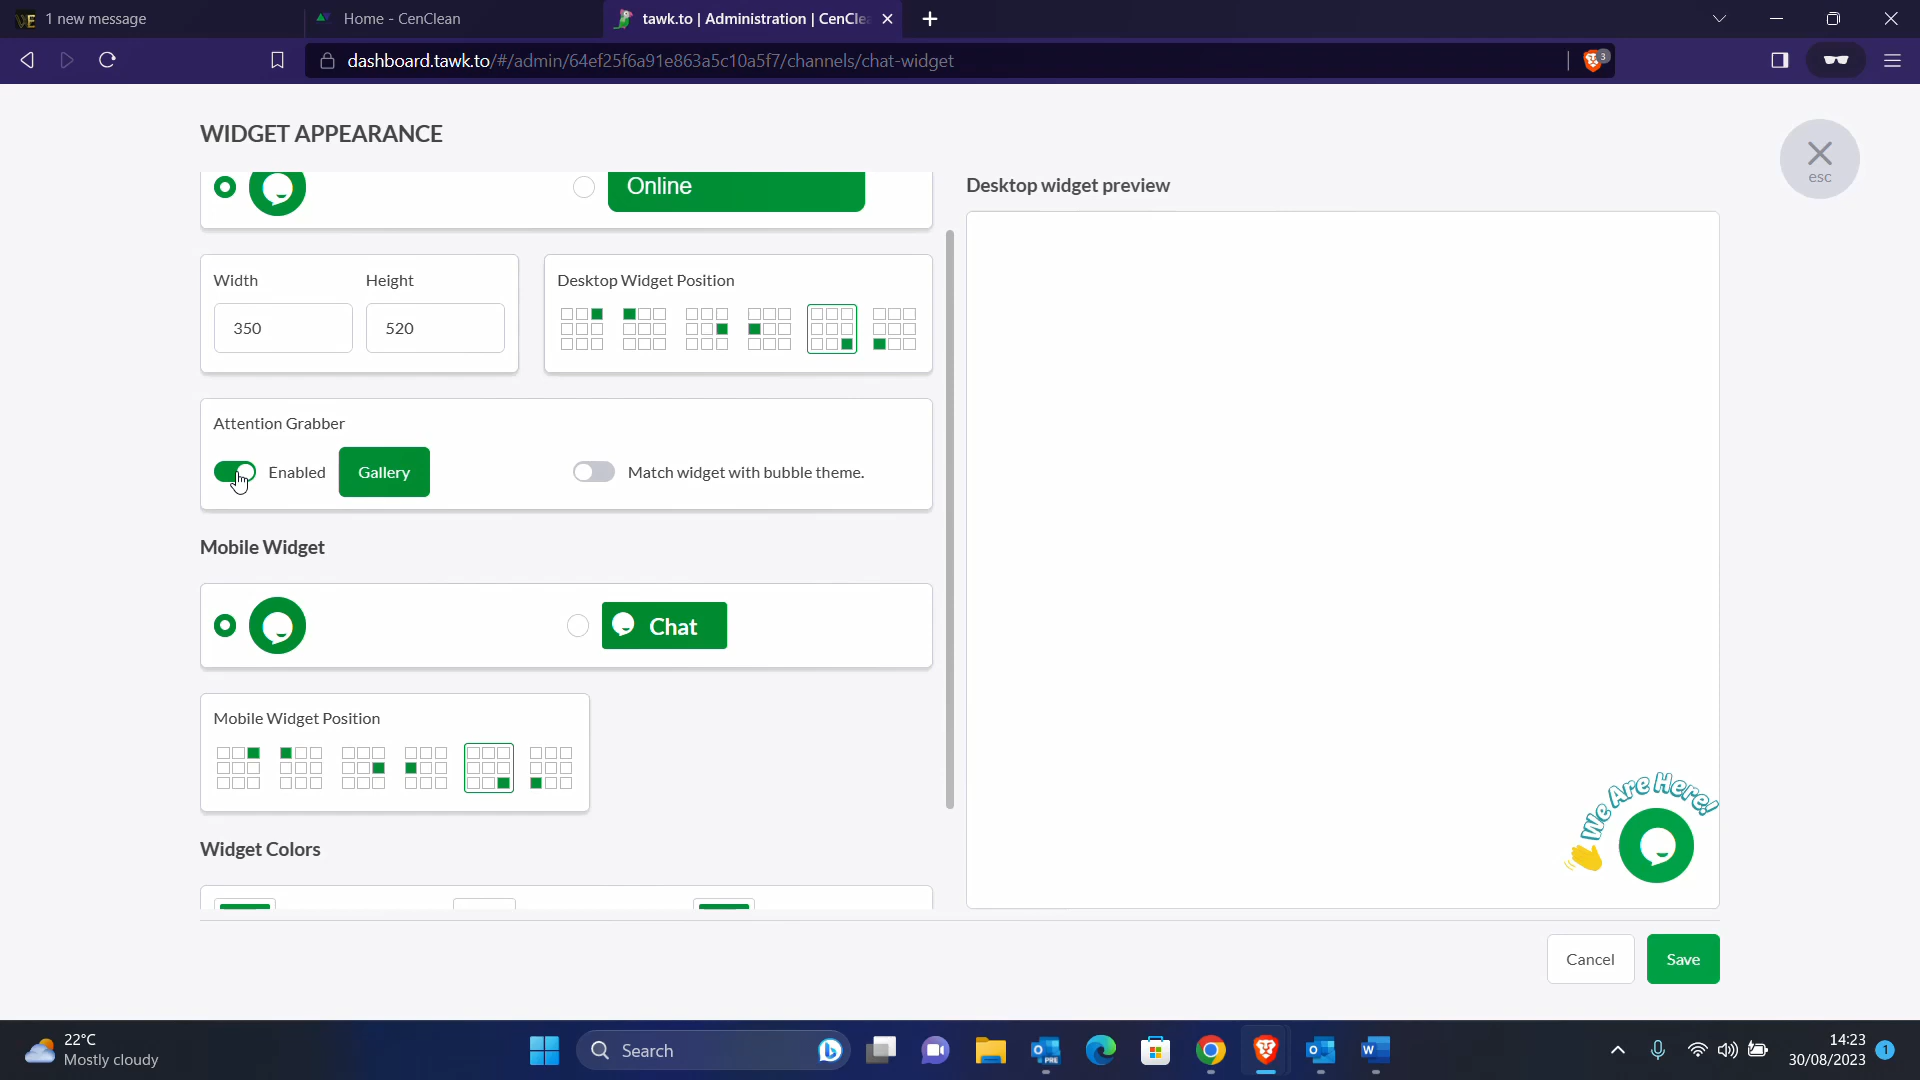 1 new message
Home - CenClean
tawk.to | Administration | CenCle
dashboard.tawk.to/#/admin/64ef25f6a91e863a5c10a5f7/channels/chat-widget
3
WIDGET APPEARANCE
esc
Online
Desktop widget preview
Width
Height
Desktop Widget Position
350
520
Attention Grabber
Enabled
Gallery
Match widget with bubble theme.
Mobile Widget
Chat
Mobile Widget Position
We Are Here!
Widget Colors
Cancel
Save
22°C
Mostly cloudy
Search
PRE
14:23
30/08/2023
1